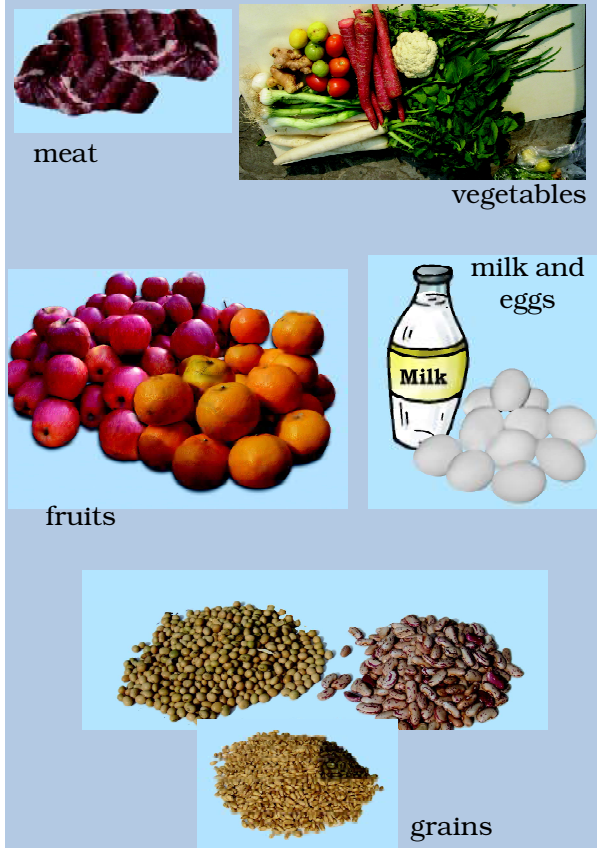 meat
vegetables
milk and
eggs
Milk
fruits
grains